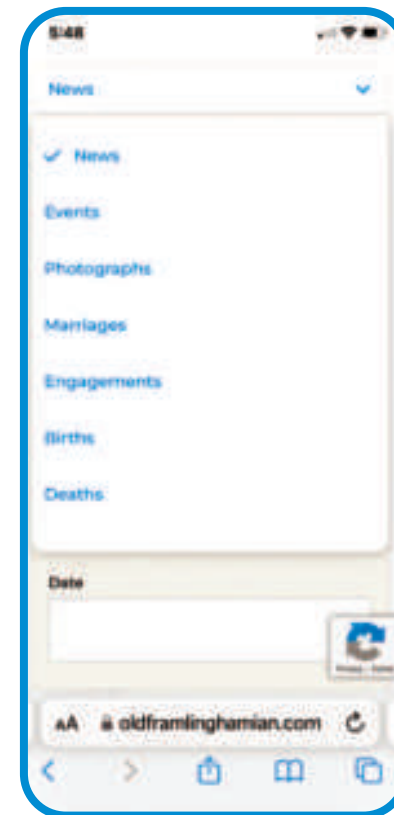 5:48
News
✓ News
Events
Photographs
Marriages
Engagements
Births
Deaths
Date
AA oldframlinghamian.com